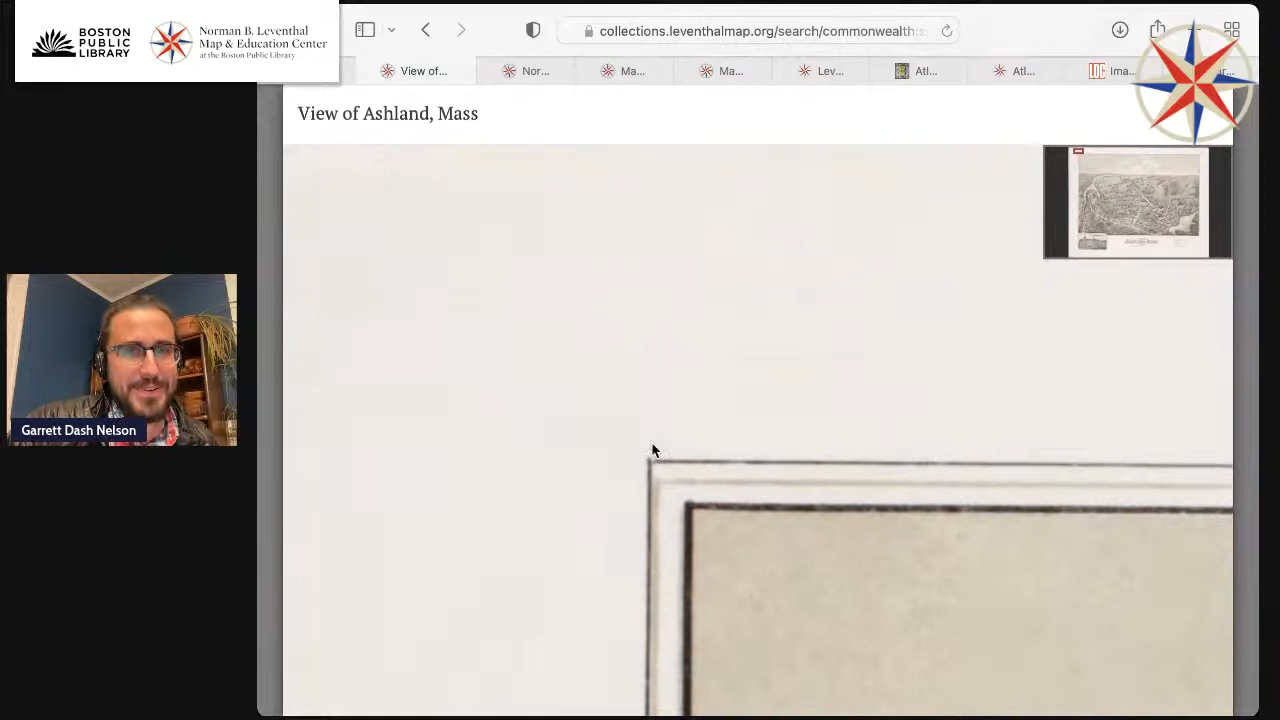 BOSTON
PUBLIC
LIBRARY
Norman B. Leventhal
Map & Education Center
at the Boston Public Library
collections.leventhalmap.org/search/commonwealth:
View of...
Nor...
Ma...
Ma...
Lev...
Atl...
Atl...
LOC
Ima...
View of Ashland, Mass
Garrett Dash Nelson